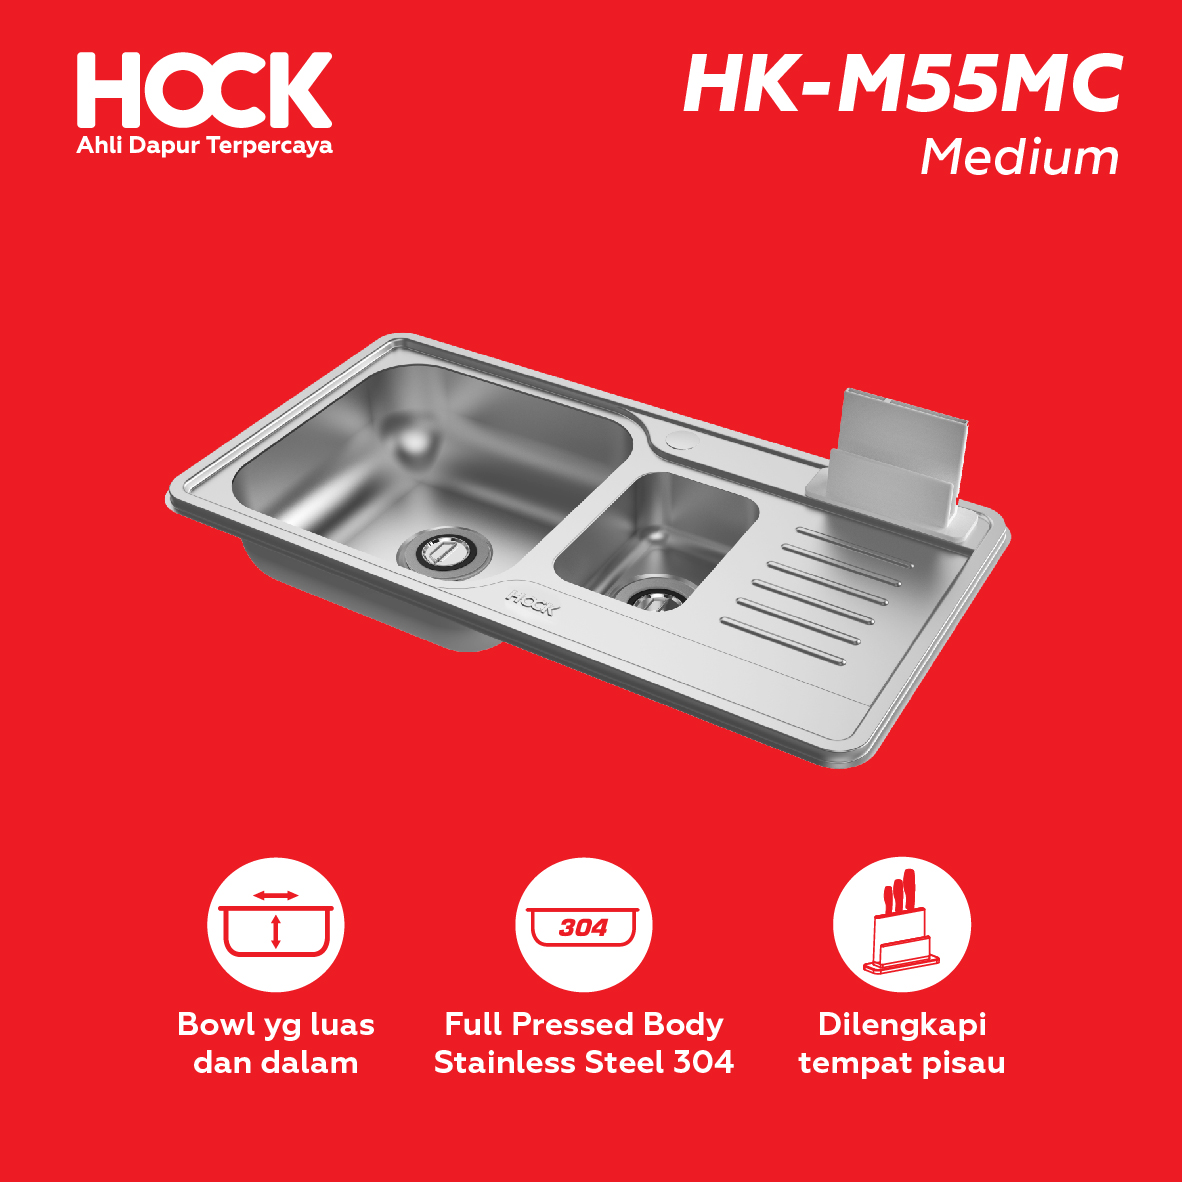 HOCK
Ahli Dapur Terpercaya
HK-M55MC
Medium
HOCK
304
Bowl yg luas
dan dalam
Full Pressed Body
Stainless Steel 304
Dilengkapi
tempat pisau